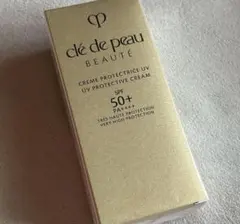 clé de peau
BEAUTÉ
CRÈME PROTECTRICE UV
UV PROTECTIVE CREAM
SPF
50+
PA++++
TRÈS HAUTE PROTECTION
VERY HIGH PROTECTION